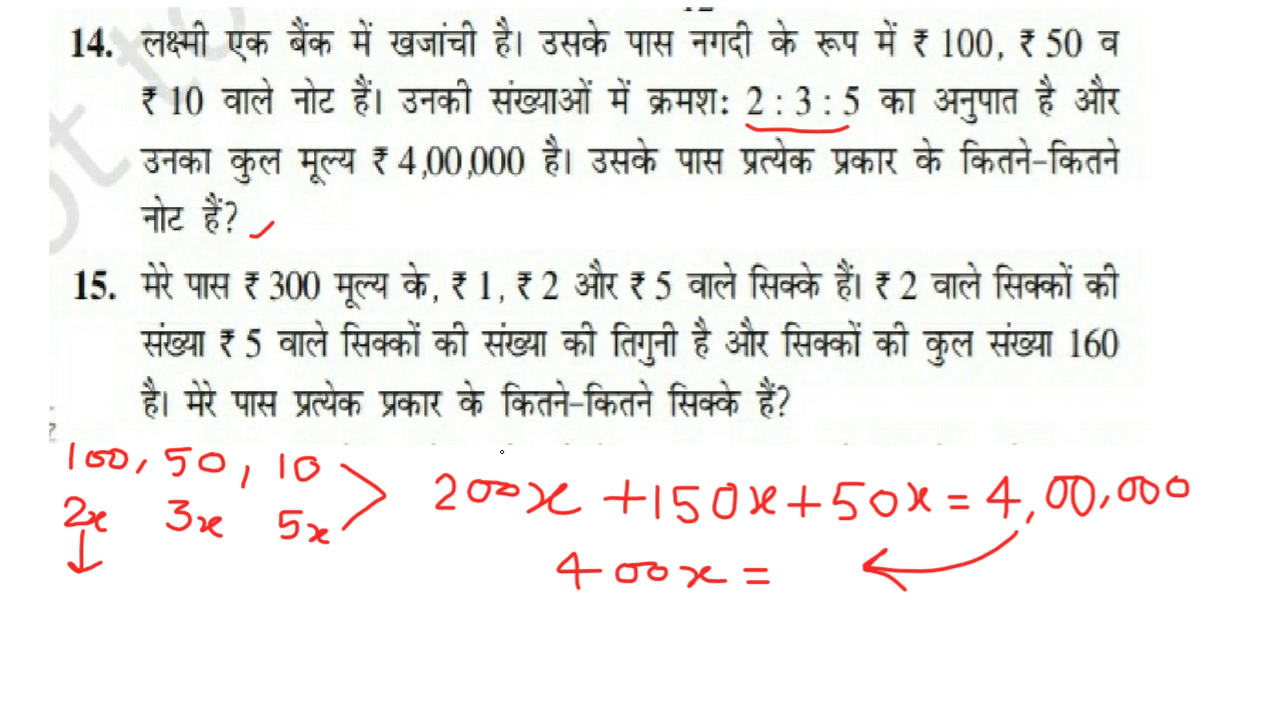 14. लक्ष्मी एक बैंक में खजांची है। उसके पास नगदी के रूप में ₹ 100, ₹ 50 व
₹ 10 वाले नोट हैं। उनकी संख्याओं में क्रमशः 2 : 3 : 5 का अनुपात है और
उनका कुल मूल्य ₹ 4,00,000 है। उसके पास प्रत्येक प्रकार के कितने-कितने
नोट हैं?
15. मेरे पास ₹ 300 मूल्य के, ₹ 1, ₹ 2 और ₹ 5 वाले सिक्के हैं। ₹ 2 वाले सिक्कों की
संख्या ₹ 5 वाले सिक्कों की संख्या की तिगुनी है और सिक्कों की कुल संख्या 160
है। मेरे पास प्रत्येक प्रकार के कितने-कितने सिक्के हैं?
100, 50, 10
2x 3x 5x
200x + 150x + 50x = 4,00,000
400x =